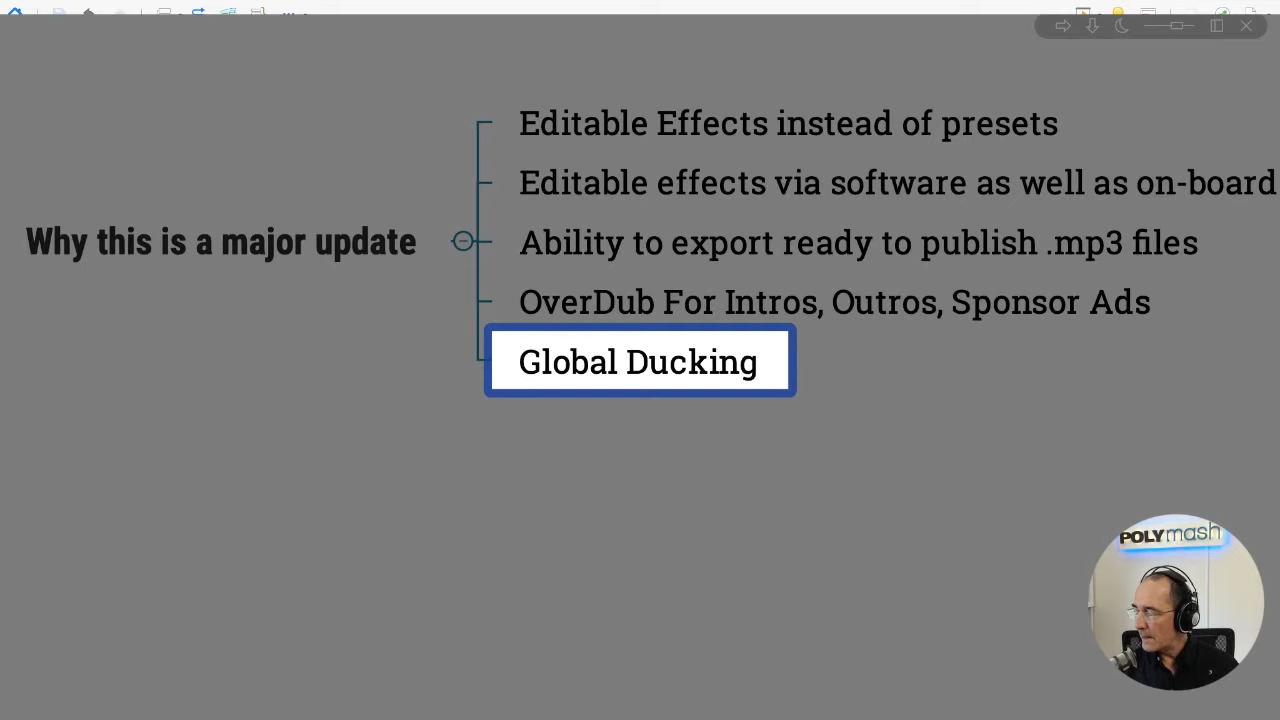 Editable Effects instead of presets
Editable effects via software as well as on-board
Why this is a major update
Ability to export ready to publish .mp3 files
OverDub For Intros, Outros, Sponsor Ads
Global Ducking
POLYmash